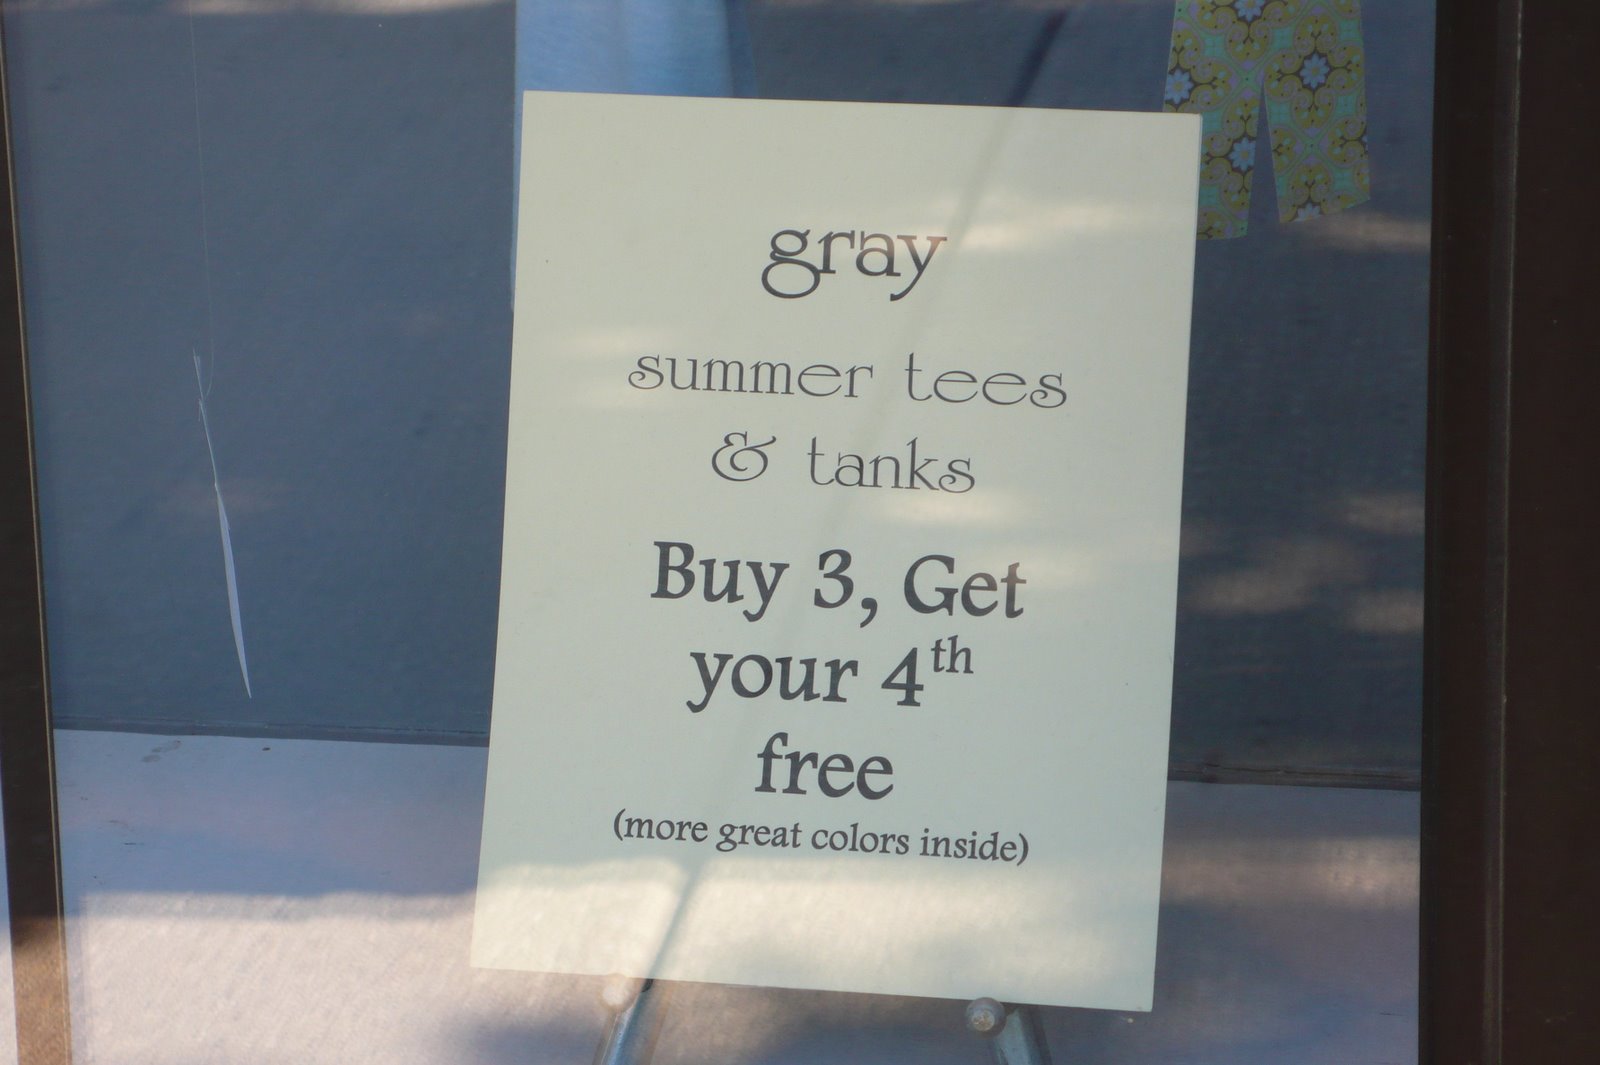 gray
summer tees
& tanks
Buy 3, Get
your 4th
free
(more great colors inside)